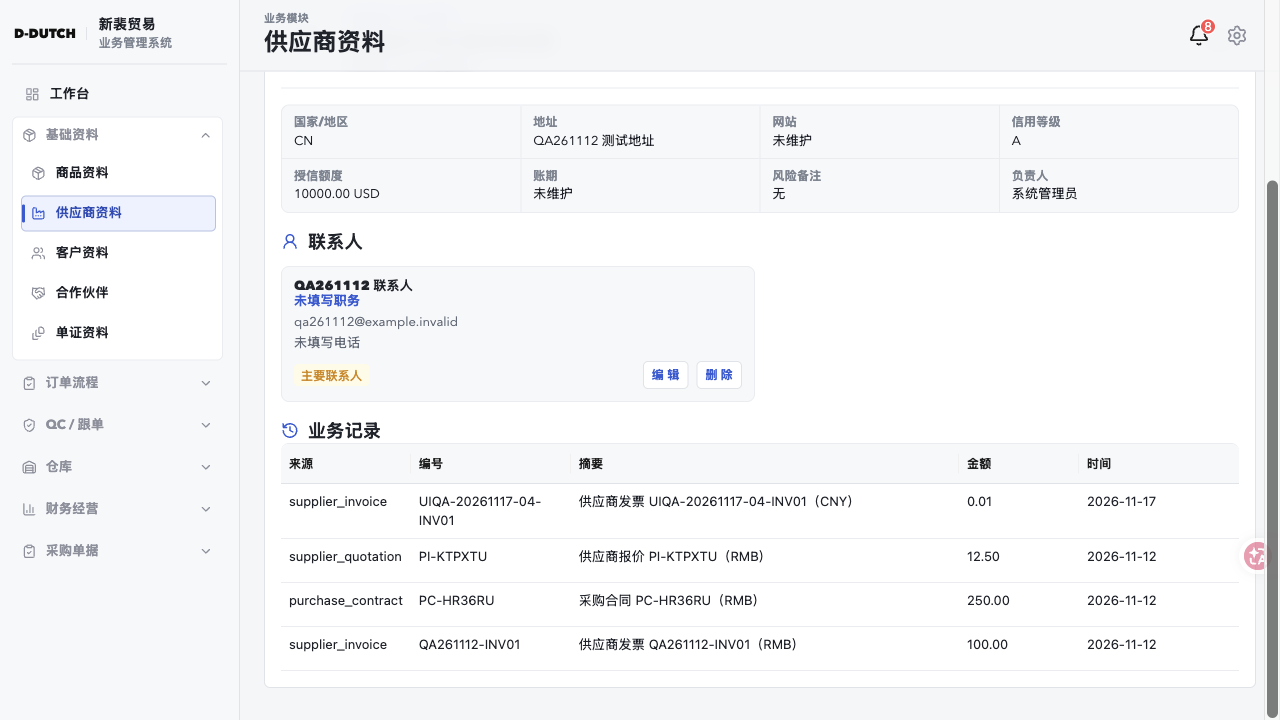 D-DUTCH
新裴贸易
业务管理系统
工作台
基础资料
商品资料
供应商资料
客户资料
合作伙伴
单证资料
订单流程
QC / 跟单
仓库
财务经营
采购单据
业务模块
供应商资料
8
国家/地区
CN
地址
QA261112 测试地址
网站
未维护
信用等级
A
授信额度
10000.00 USD
账期
未维护
风险备注
无
负责人
系统管理员
联系人
QA261112 联系人
未填写职务
qa261112@example.invalid
未填写电话
主要联系人
编 辑
删 除
业务记录
来源 编号 摘要 金额 时间
supplier_invoice UIQA-20261117-04- 供应商发票 UIQA-20261117-04-INV01（CNY） 0.01 2026-11-17
INV01
supplier_quotation PI-KTPXTU 供应商报价 PI-KTPXTU（RMB） 12.50 2026-11-12
purchase_contract PC-HR36RU 采购合同 PC-HR36RU（RMB） 250.00 2026-11-12
supplier_invoice QA261112-INV01 供应商发票 QA261112-INV01（RMB） 100.00 2026-11-12